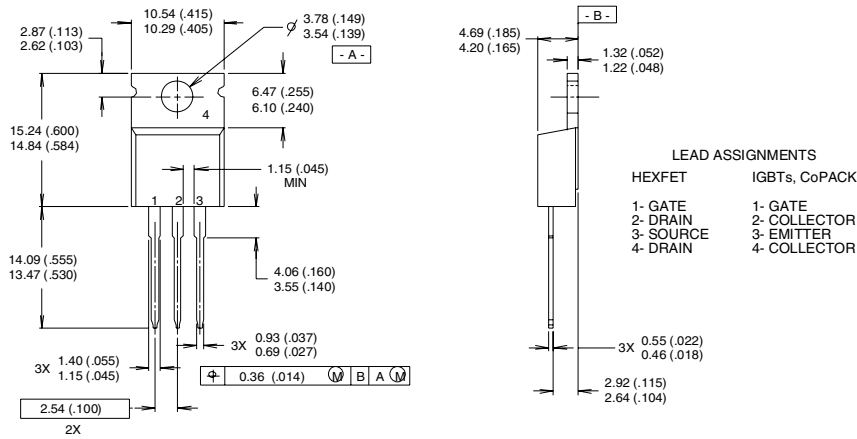 10.54 (.415)
10.29 (.405)
3.78 (.149)
3.54 (.139)
- A -
2.87 (.113)
2.62 (.103)
4
6.47 (.255)
6.10 (.240)
15.24 (.600)
14.84 (.584)
1.15 (.045)
MIN
1 2 3
14.09 (.555)
13.47 (.530)
4.06 (.160)
3.55 (.140)
3X 0.93 (.037)
0.69 (.027)
3X 1.40 (.055)
1.15 (.045)
0.36 (.014) M B A M
2.54 (.100)
2X
- B -
4.69 (.185)
4.20 (.165)
1.32 (.052)
1.22 (.048)
3X 0.55 (.022)
0.46 (.018)
2.92 (.115)
2.64 (.104)
LEAD ASSIGNMENTS
HEXFET
1- GATE
2- DRAIN
3- SOURCE
4- DRAIN
IGBTs, CoPACK
1- GATE
2- COLLECTOR
3- EMITTER
4- COLLECTOR